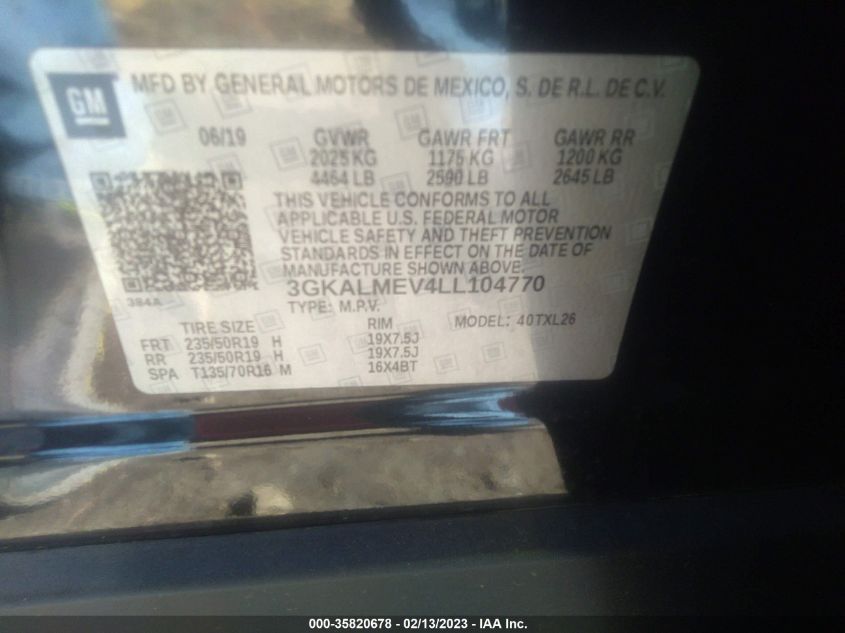 GM
MFD BY GENERAL MOTORS DE MEXICO, S. DE R.L. DE C.V.
06/19 GVWR GAWR FRT GAWR RR
2025 KG 1175 KG 1200 KG
4464 LB 2590 LB 2645 LB
THIS VEHICLE CONFORMS TO ALL
APPLICABLE U.S. FEDERAL MOTOR
VEHICLE SAFETY AND THEFT PREVENTION
STANDARDS IN EFFECT ON THE DATE OF
MANUFACTURE SHOWN ABOVE.
384A
3GKALMEV4LL104770
TYPE: M.P.V.
TIRE SIZE RIM MODEL: 40TXL26
FRT 235/50R19 H 19X7.5J
RR 235/50R19 H 19X7.5J
SPA T135/70R16 M 16X4BT
000-35820678 - 02/13/2023 - IAA Inc.